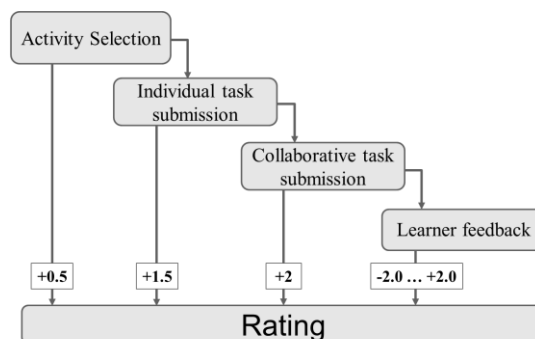 Activity Selection
Individual task
submission
Collaborative task
submission
Learner feedback
+0.5
+1.5
+2
-2.0 … +2.0
Rating